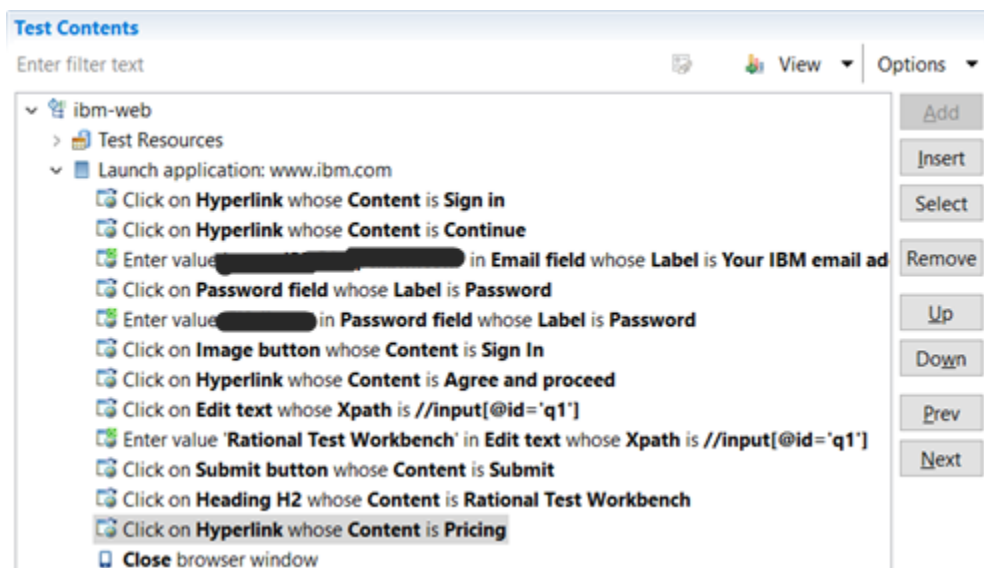 Test Contents
Enter filter text View Options
ibm-web
Add
Test Resources
Launch application: www.ibm.com
Insert
Click on Hyperlink whose Content is Sign in
Select
Click on Hyperlink whose Content is Continue
Enter value in Email field whose Label is Your IBM email ad
Remove
Click on Password field whose Label is Password
Enter value in Password field whose Label is Password
Up
Click on Image button whose Content is Sign In
Down
Click on Hyperlink whose Content is Agree and proceed
Click on Edit text whose Xpath is //input[@id='q1']
Prev
Enter value 'Rational Test Workbench' in Edit text whose Xpath is //input[@id='q1']
Next
Click on Submit button whose Content is Submit
Click on Heading H2 whose Content is Rational Test Workbench
Click on Hyperlink whose Content is Pricing
Close browser window